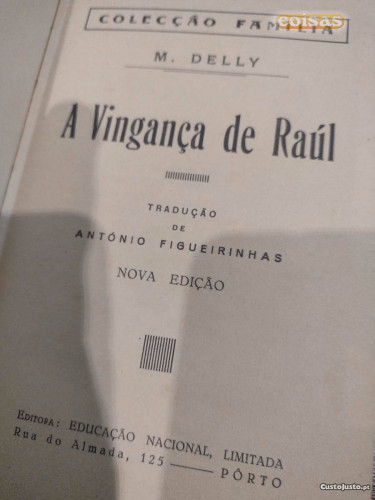 COLECÇÃO FAMÍLIA
coisas
M. DELLY
A Vingança de Raúl
TRADUÇÃO
DE
ANTÓNIO FIGUEIRINHAS
NOVA EDIÇÃO
EDITORA: EDUCAÇÃO NACIONAL, LIMITADA
Rua do Almada, 125 — PÔRTO
CustoJusto.pt